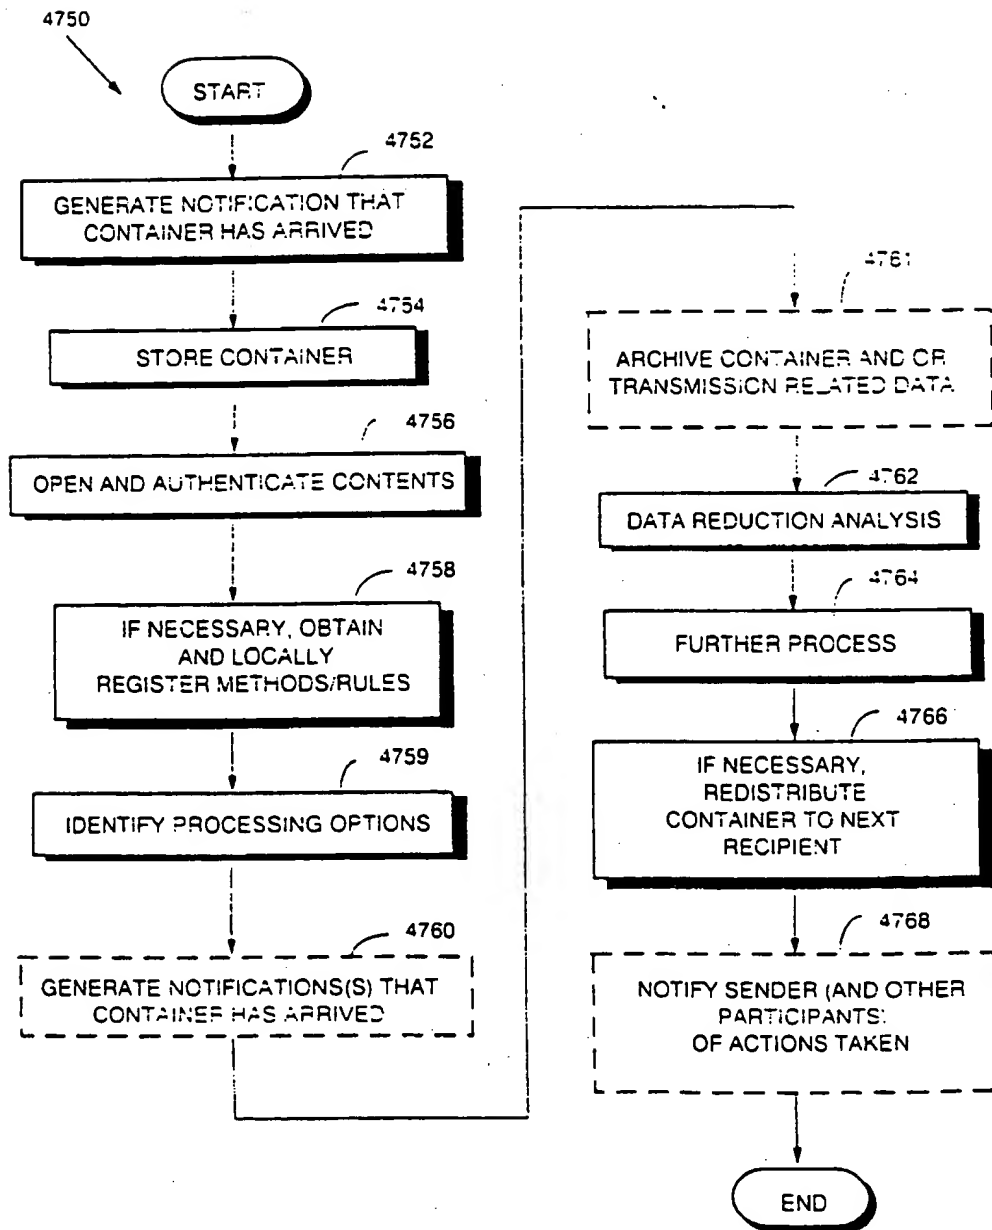 4750
START
4752
GENERATE NOTIFICATION THAT
CONTAINER HAS ARRIVED
4754
STORE CONTAINER
4756
OPEN AND AUTHENTICATE CONTENTS
4758
IF NECESSARY, OBTAIN
AND LOCALLY
REGISTER METHODS/RULES
4759
IDENTIFY PROCESSING OPTIONS
4760
GENERATE NOTIFICATIONS(S) THAT
CONTAINER HAS ARRIVED
4761
ARCHIVE CONTAINER AND OR
TRANSMISSION RELATED DATA
4762
DATA REDUCTION ANALYSIS
4764
FURTHER PROCESS
4766
IF NECESSARY,
REDISTRIBUTE
CONTAINER TO NEXT
RECIPIENT
4768
NOTIFY SENDER (AND OTHER
PARTICIPANTS)
OF ACTIONS TAKEN
END